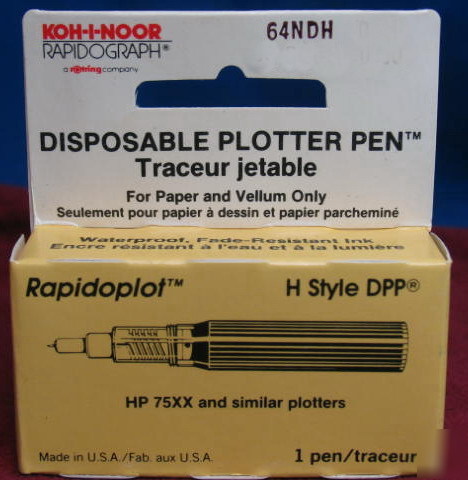 KOH-I-NOOR
64NDH
RAPIDOGRAPH®
a rotring company
DISPOSABLE PLOTTER PEN™
Traceur jetable
For Paper and Vellum Only
Seulement pour papier à dessin et papier parcheminé
Waterproof, Fade-Resistant Ink
Encre résistant à l'eau et à la lumière
Rapidoplot™
H Style DPP®
HP 75XX and similar plotters
Made in U.S.A./Fab. aux U.S.A.
1 pen/traceur